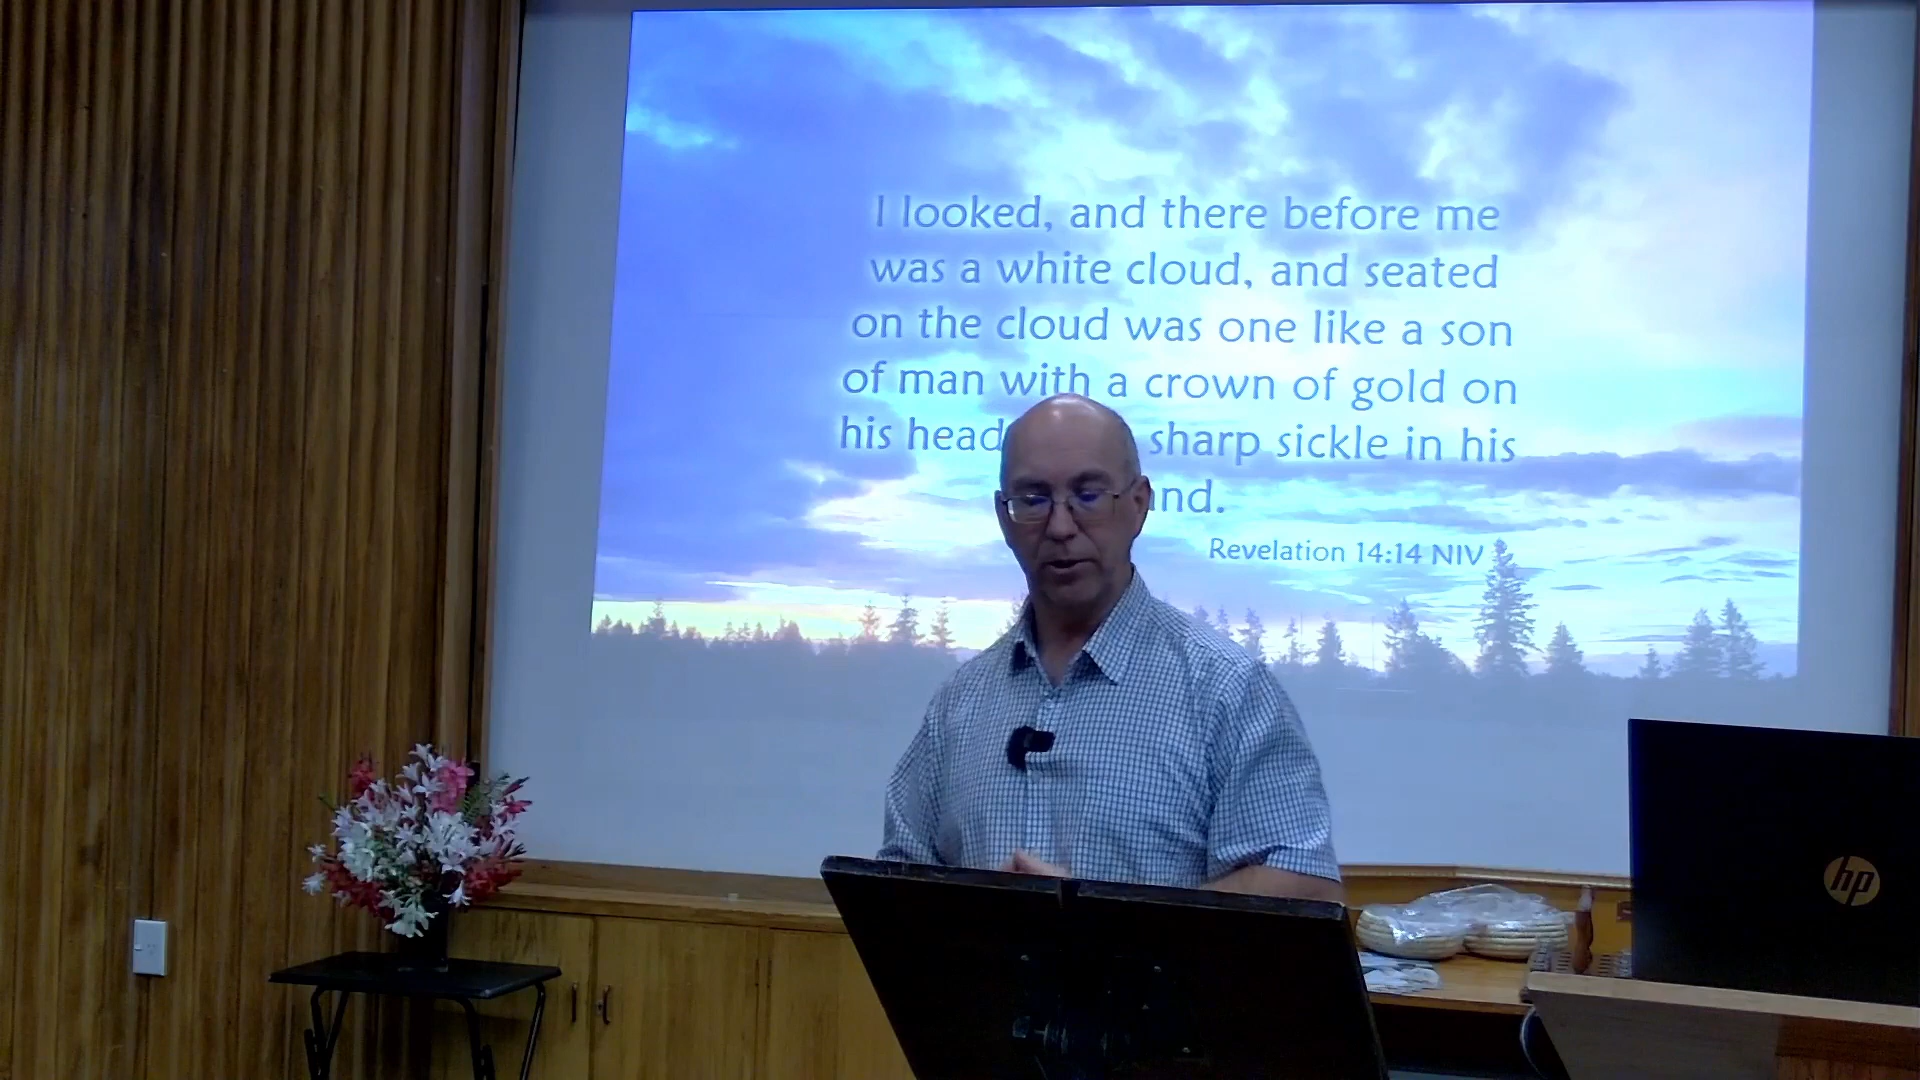 I looked, and there before me
was a white cloud, and seated
on the cloud was one like a son
of man with a crown of gold on
his head sharp sickle in his
and.
Revelation 14:14 NIV
hp